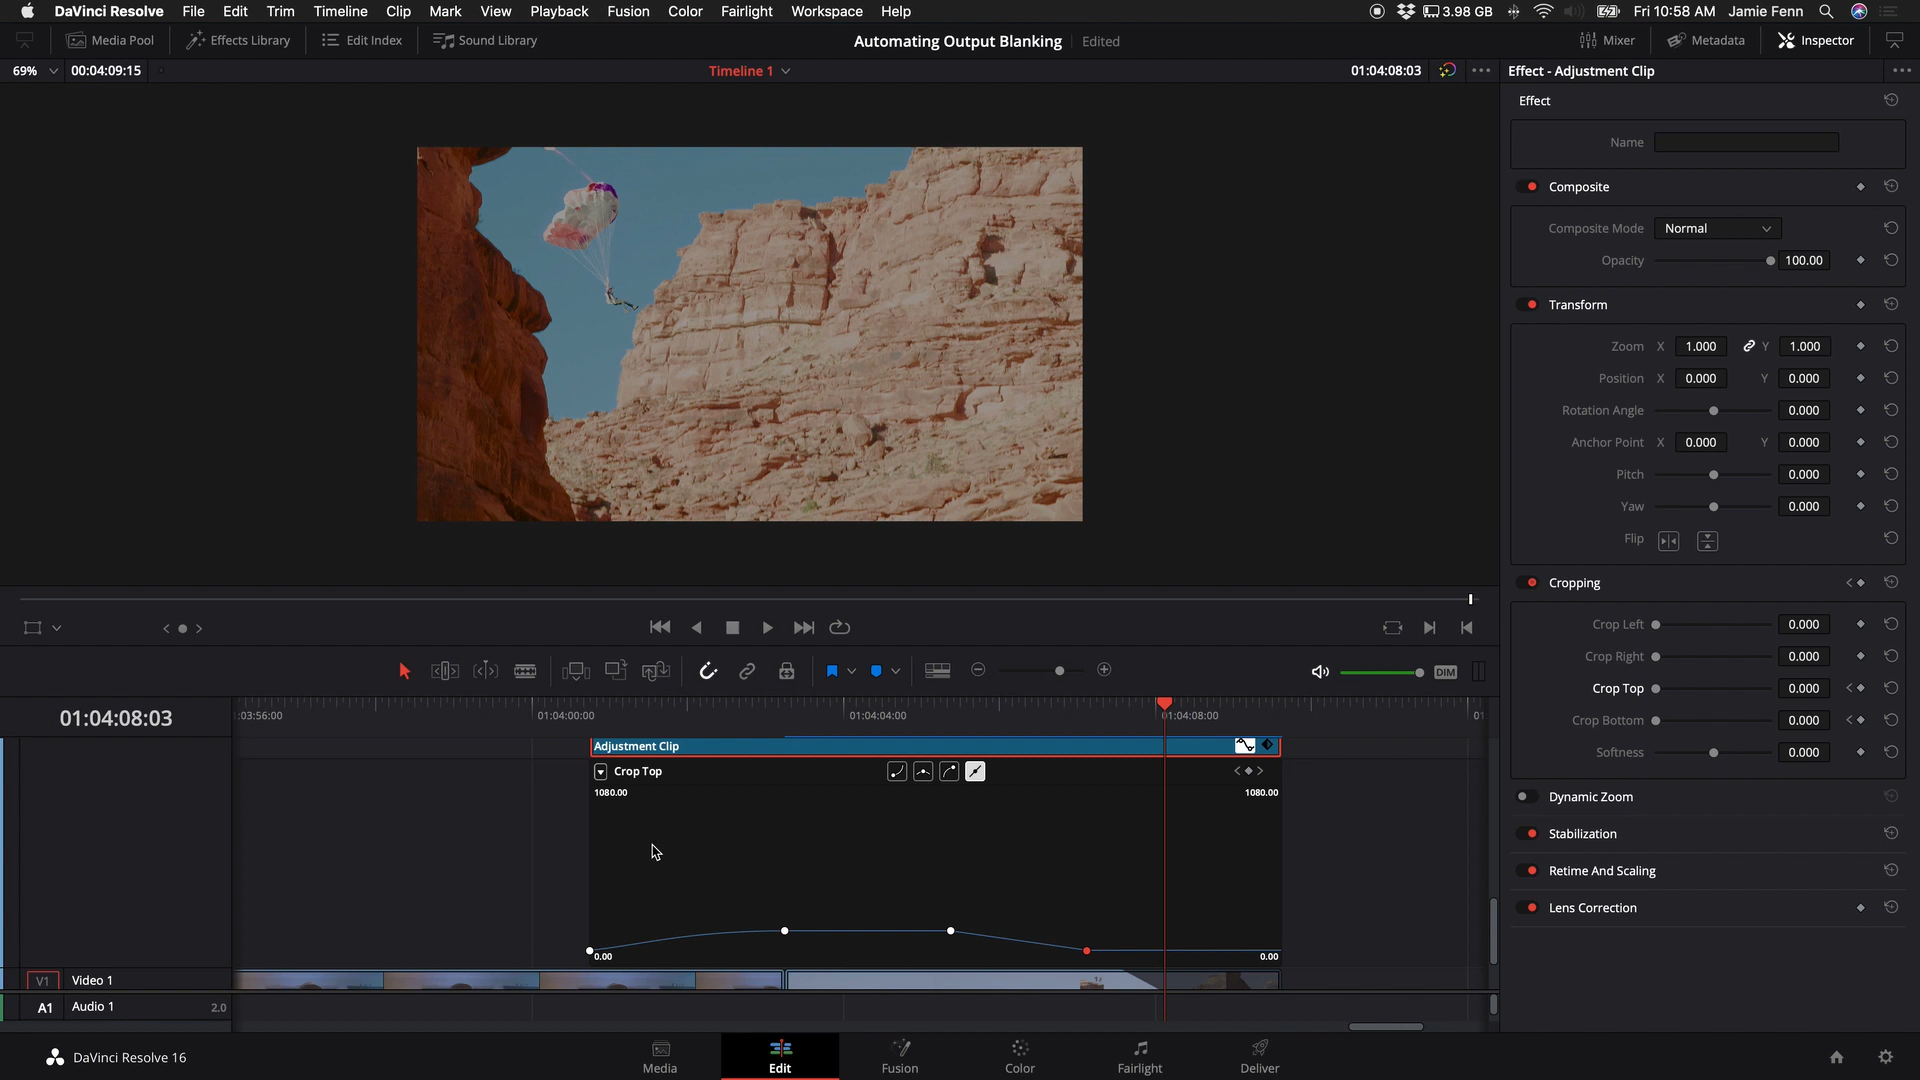 DaVinci Resolve File Edit Trim Timeline Clip Mark View Playback Fusion Color Fairlight Workspace Help 3.98 GB Fri 10:58 AM Jamie Fenn
Media Pool Effects Library Edit Index Sound Library Automating Output Blanking Edited Mixer Metadata Inspector
69% 00:04:09:15 Timeline 1 01:04:08:03 Effect - Adjustment Clip
Effect
Name
Composite
Composite Mode Normal
Opacity 100.00
Transform
Zoom X 1.000 Y 1.000
Position X 0.000 Y 0.000
Rotation Angle 0.000
Anchor Point X 0.000 Y 0.000
Pitch 0.000
Yaw 0.000
Flip
Cropping
Crop Left 0.000
Crop Right 0.000
Crop Top 0.000
Crop Bottom 0.000
Softness 0.000
Dynamic Zoom
Stabilization
Retime And Scaling
Lens Correction
DIM
01:04:08:03 :03:56:00 01:04:00:00 01:04:04:00 01:04:08:00 01
Adjustment Clip
Crop Top
1080.00 1080.00
0.00 0.00
V1 Video 1
A1 Audio 1 2.0
DaVinci Resolve 16
Media Edit Fusion Color Fairlight Deliver